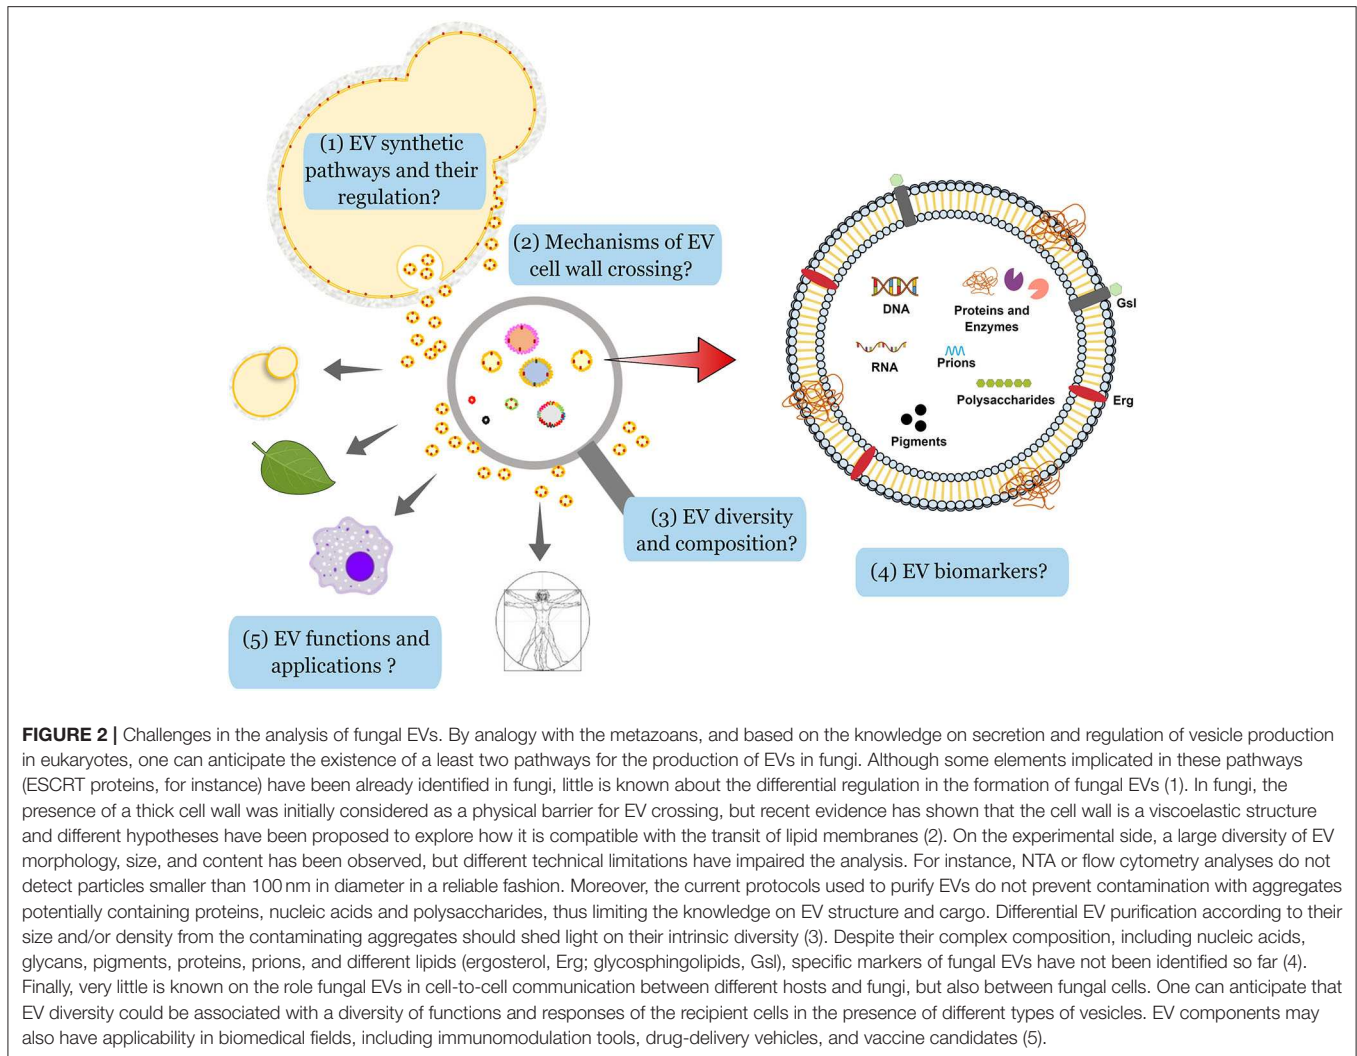 (1) EV synthetic
pathways and their
regulation?
(2) Mechanisms of EV
cell wall crossing?
DNA
Proteins and
Enzymes
Gsl
RNA
Prions
Polysaccharides
Erg
Pigments
(3) EV diversity
and composition?
(4) EV biomarkers?
(5) EV functions and
applications ?
FIGURE 2 | Challenges in the analysis of fungal EVs. By analogy with the metazoans, and based on the knowledge on secretion and regulation of vesicle production
in eukaryotes, one can anticipate the existence of a least two pathways for the production of EVs in fungi. Although some elements implicated in these pathways
(ESCRT proteins, for instance) have been already identified in fungi, little is known about the differential regulation in the formation of fungal EVs (1). In fungi, the
presence of a thick cell wall was initially considered as a physical barrier for EV crossing, but recent evidence has shown that the cell wall is a viscoelastic structure
and different hypotheses have been proposed to explore how it is compatible with the transit of lipid membranes (2). On the experimental side, a large diversity of EV
morphology, size, and content has been observed, but different technical limitations have impaired the analysis. For instance, NTA or flow cytometry analyses do not
detect particles smaller than 100 nm in diameter in a reliable fashion. Moreover, the current protocols used to purify EVs do not prevent contamination with aggregates
potentially containing proteins, nucleic acids and polysaccharides, thus limiting the knowledge on EV structure and cargo. Differential EV purification according to their
size and/or density from the contaminating aggregates should shed light on their intrinsic diversity (3). Despite their complex composition, including nucleic acids,
glycans, pigments, proteins, prions, and different lipids (ergosterol, Erg; glycosphingolipids, Gsl), specific markers of fungal EVs have not been identified so far (4).
Finally, very little is known on the role fungal EVs in cell-to-cell communication between different hosts and fungi, but also between fungal cells. One can anticipate that
EV diversity could be associated with a diversity of functions and responses of the recipient cells in the presence of different types of vesicles. EV components may
also have applicability in biomedical fields, including immunomodulation tools, drug-delivery vehicles, and vaccine candidates (5).